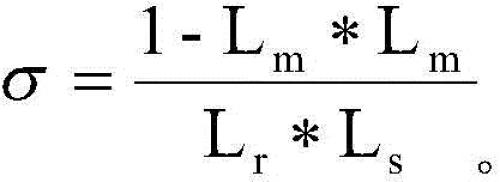 σ = (1 - L_m * L_m) / (L_r * L_s) 。